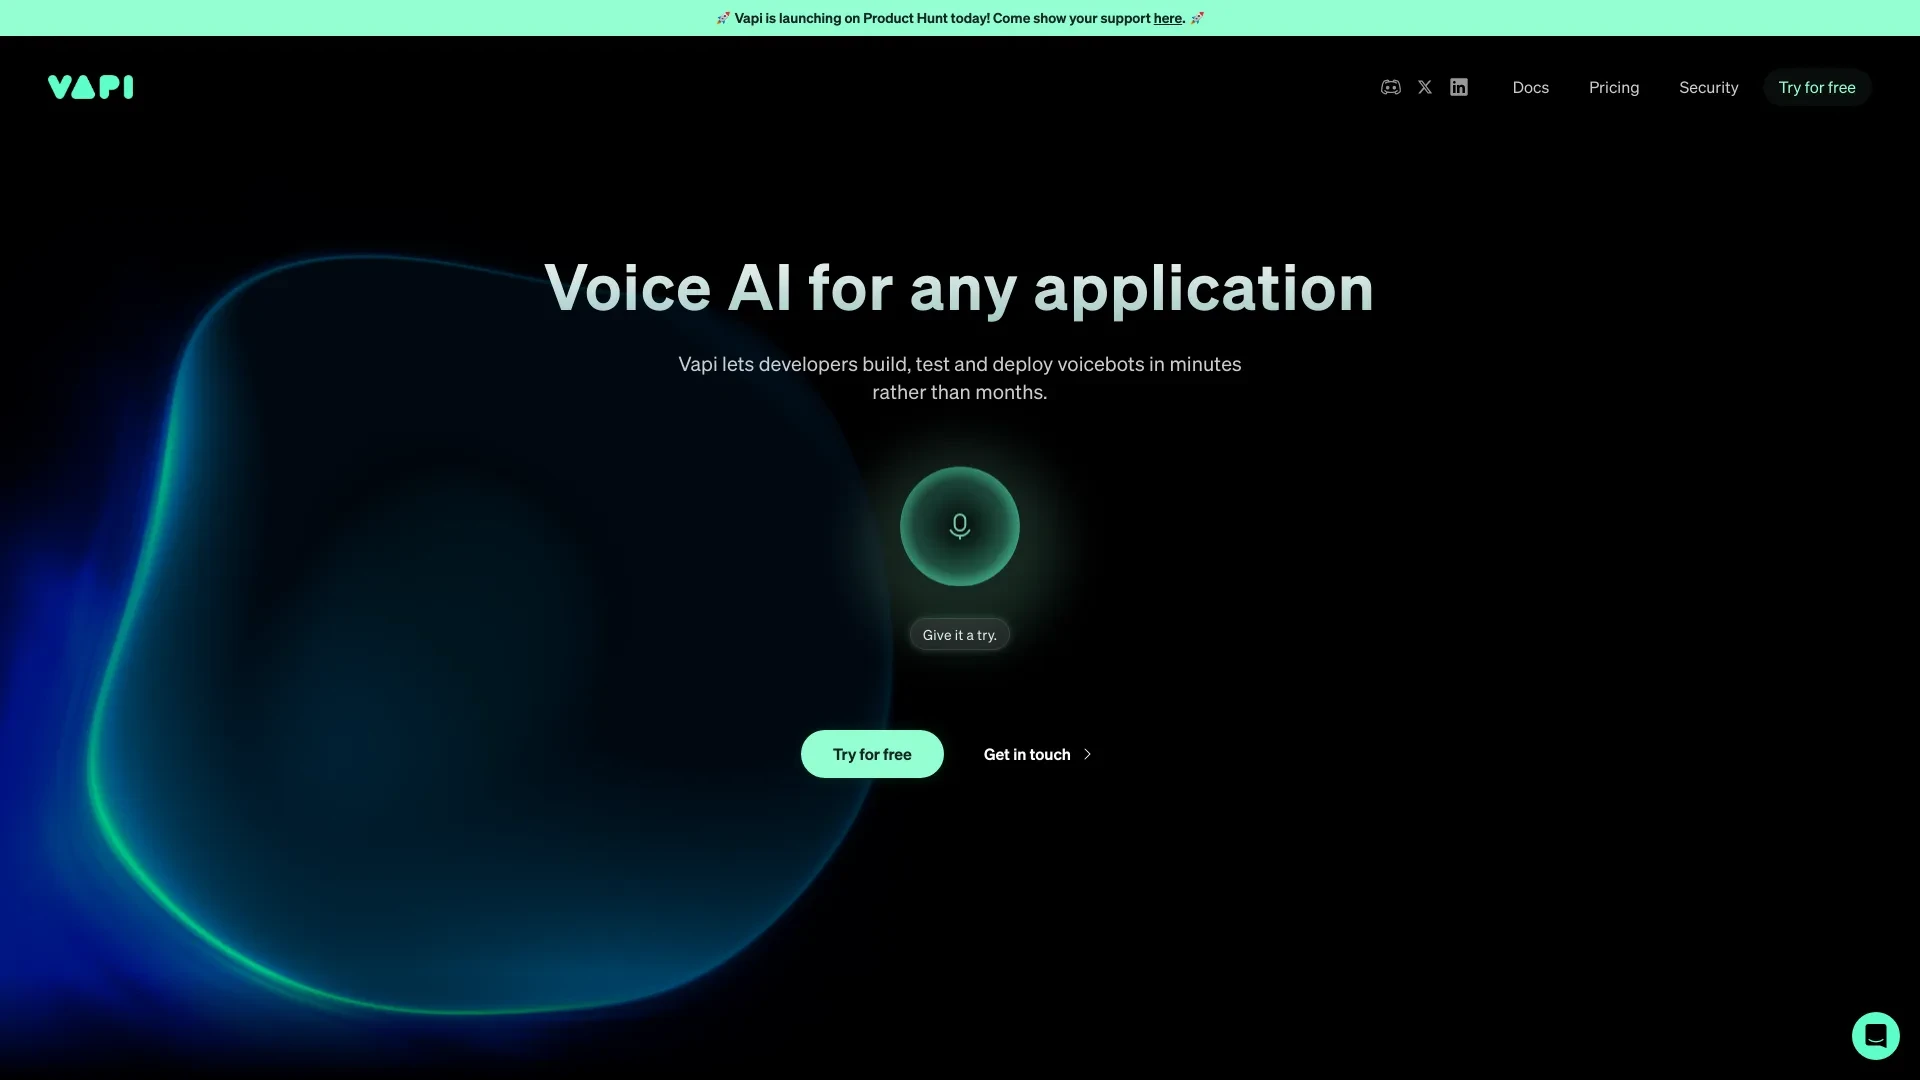 🚀 Vapi is launching on Product Hunt today! Come show your support here. 🚀
VAPI
Docs
Pricing
Security
Try for free
Voice AI for any application
Vapi lets developers build, test and deploy voicebots in minutes
rather than months.
Give it a try.
Try for free
Get in touch